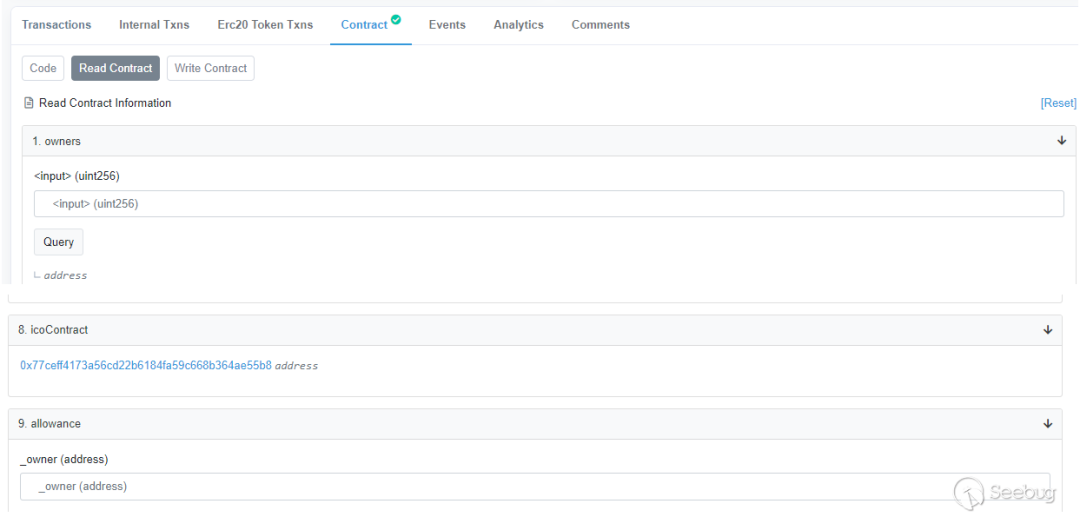 Transactions Internal Txns Erc20 Token Txns Contract Events Analytics Comments
Code Read Contract Write Contract
Read Contract Information [Reset]
1. owners
<input> (uint256)
<input> (uint256)
Query
address
8. icoContract
0x77ceff4173a56cd22b6184fa59c668b364ae55b8 address
9. allowance
_owner (address)
_owner (address)
Seebug